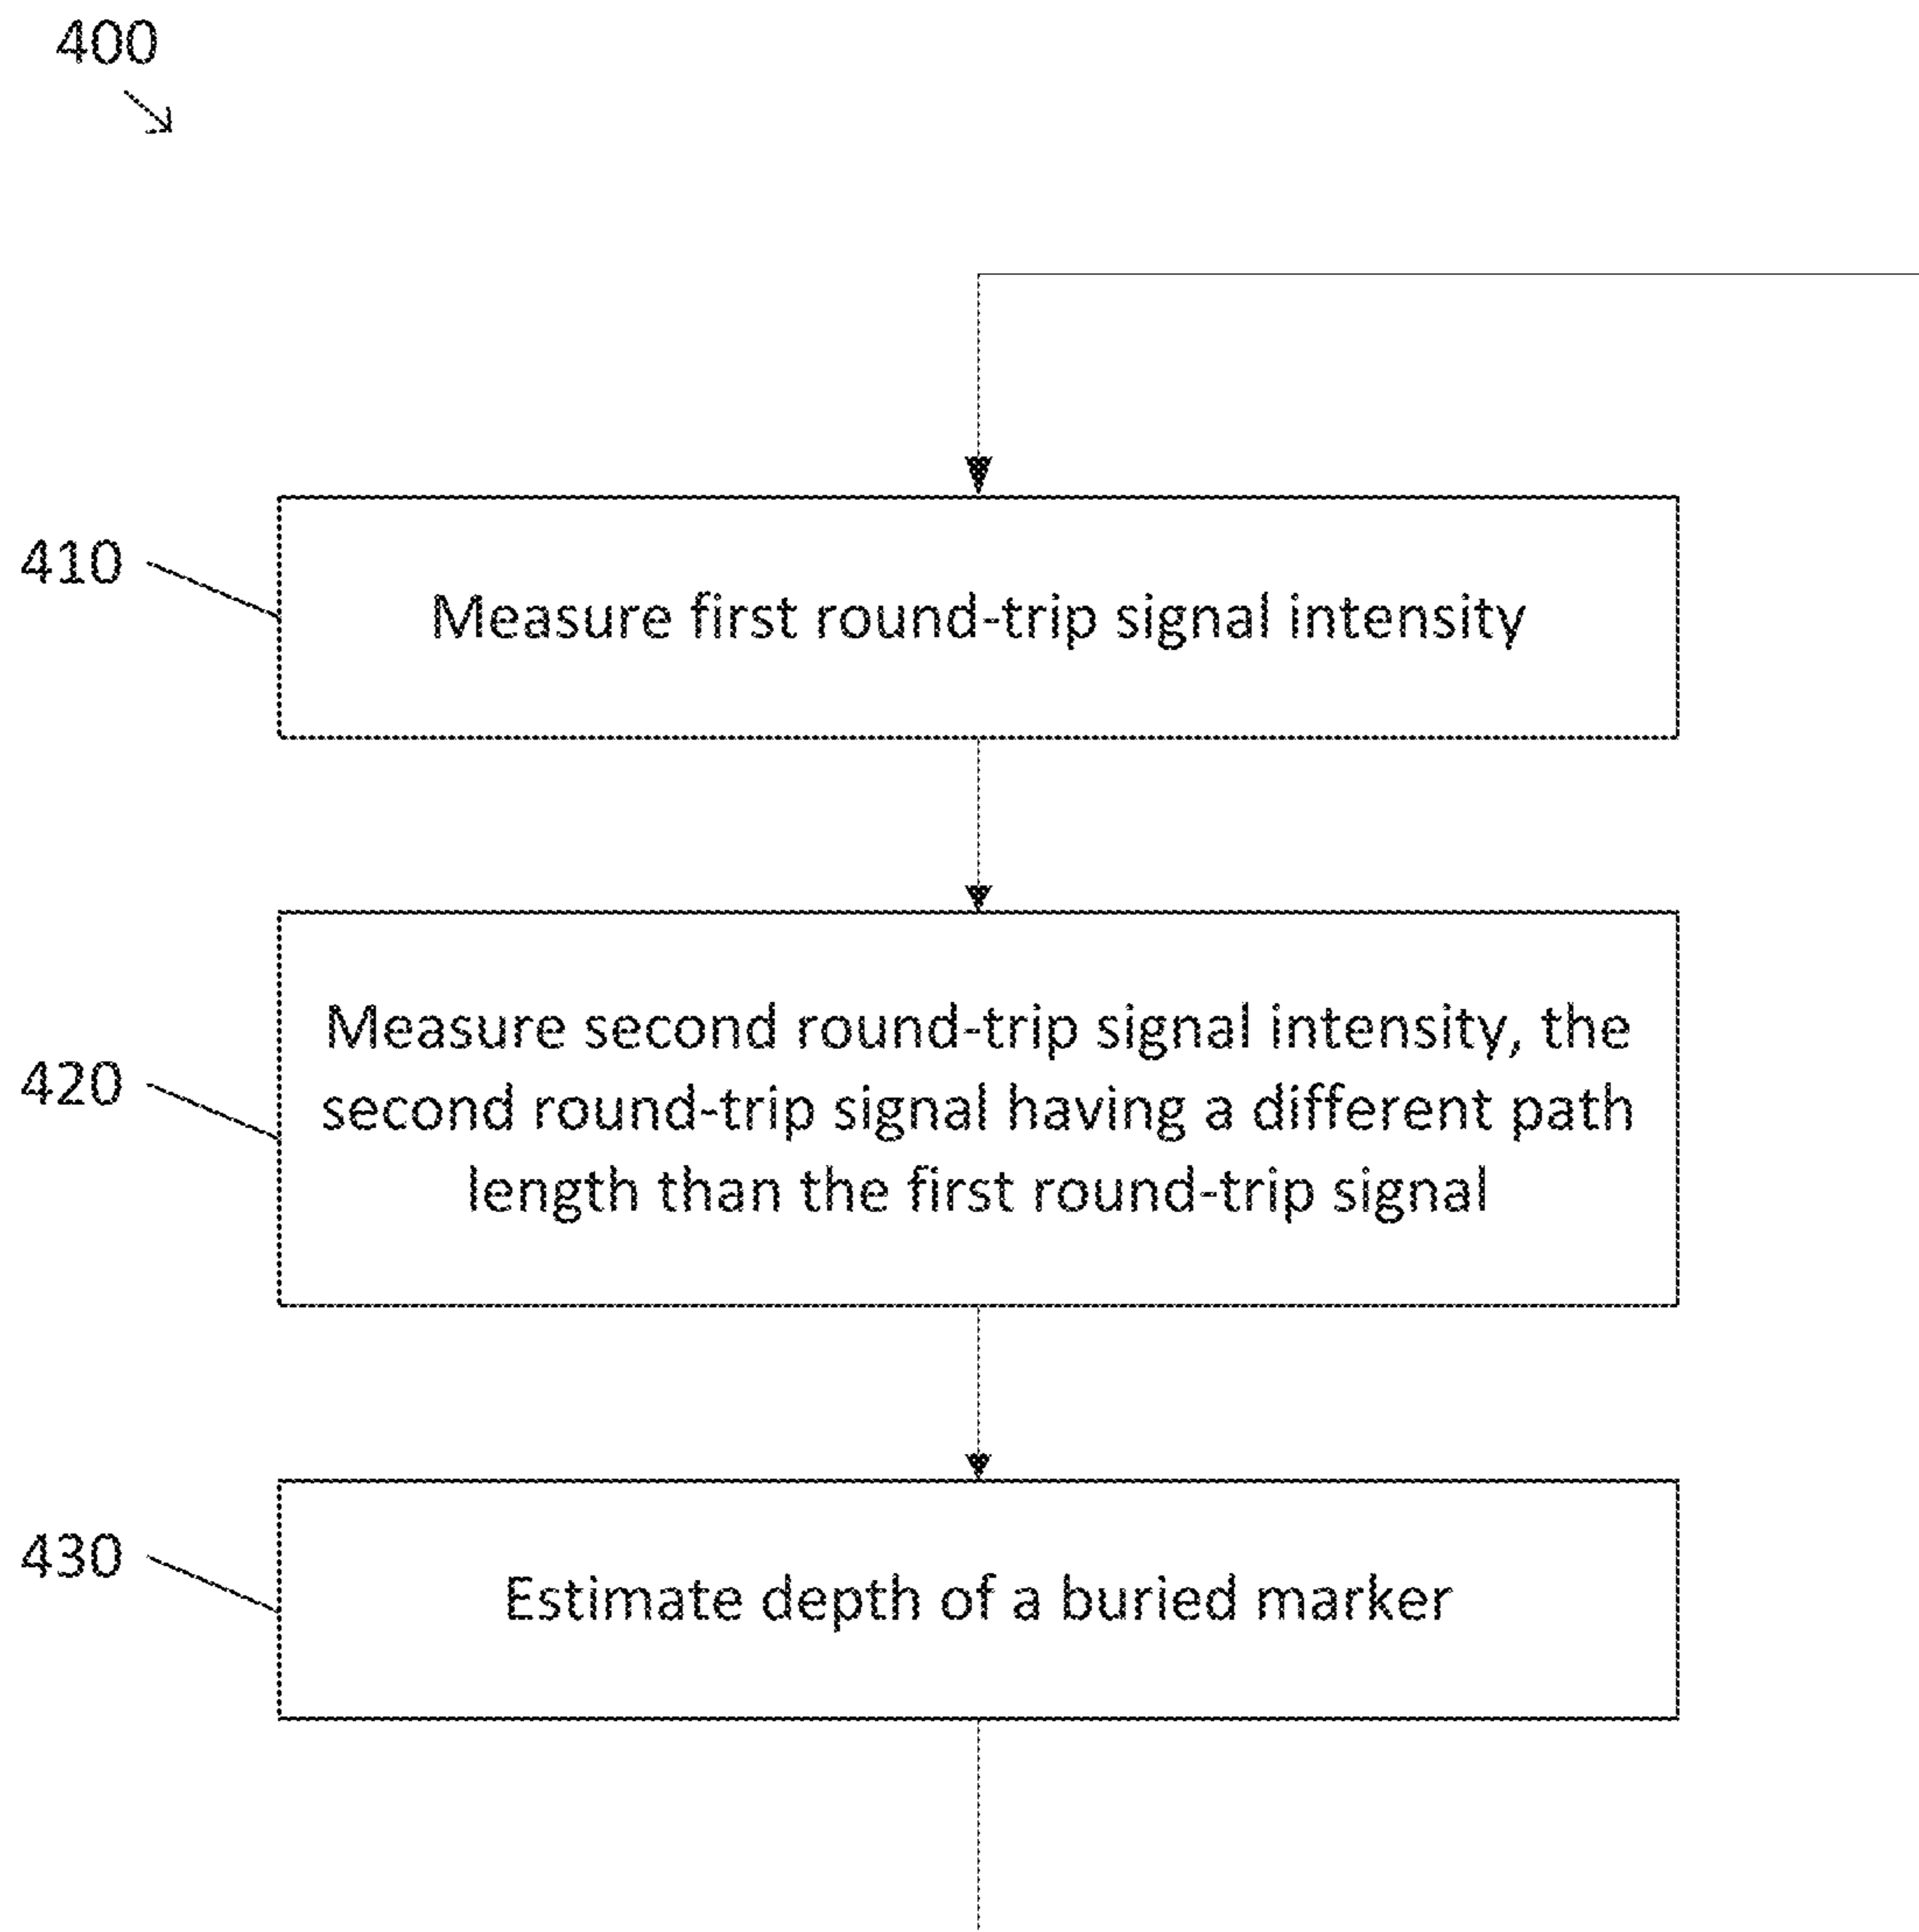 400
410
Measure first round-trip signal intensity
420
Measure second round-trip signal intensity, the
second round-trip signal having a different path
length than the first round-trip signal
430
Estimate depth of a buried marker